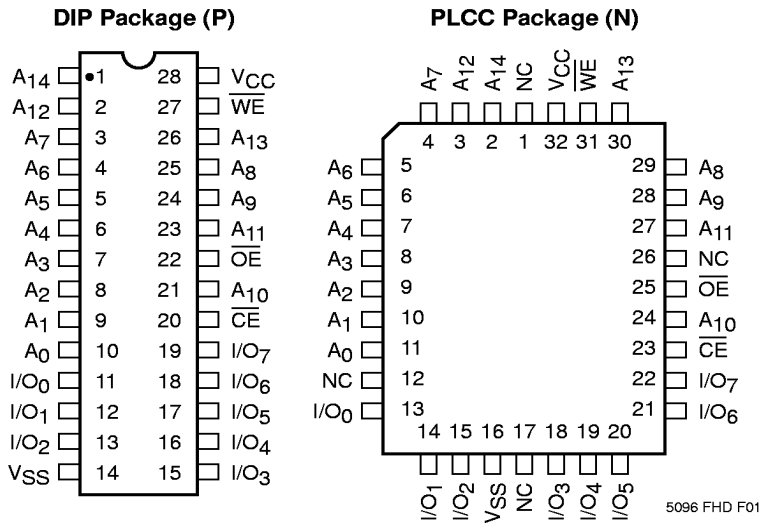 DIP Package (P)
A14 1 28 VCC
A12 2 27 WE
A7 3 26 A13
A6 4 25 A8
A5 5 24 A9
A4 6 23 A11
A3 7 22 OE
A2 8 21 A10
A1 9 20 CE
A0 10 19 I/O7
I/O0 11 18 I/O6
I/O1 12 17 I/O5
I/O2 13 16 I/O4
VSS 14 15 I/O3
PLCC Package (N)
A7 A12 A14 NC VCC WE A13
4 3 2 1 32 31 30
A6 5 29 A8
A5 6 28 A9
A4 7 27 A11
A3 8 26 NC
A2 9 25 OE
A1 10 24 A10
A0 11 23 CE
NC 12 22 I/O7
I/O0 13 21 I/O6
14 15 16 17 18 19 20
I/O1 I/O2 VSS NC I/O3 I/O4 I/O5
5096 FHD F01